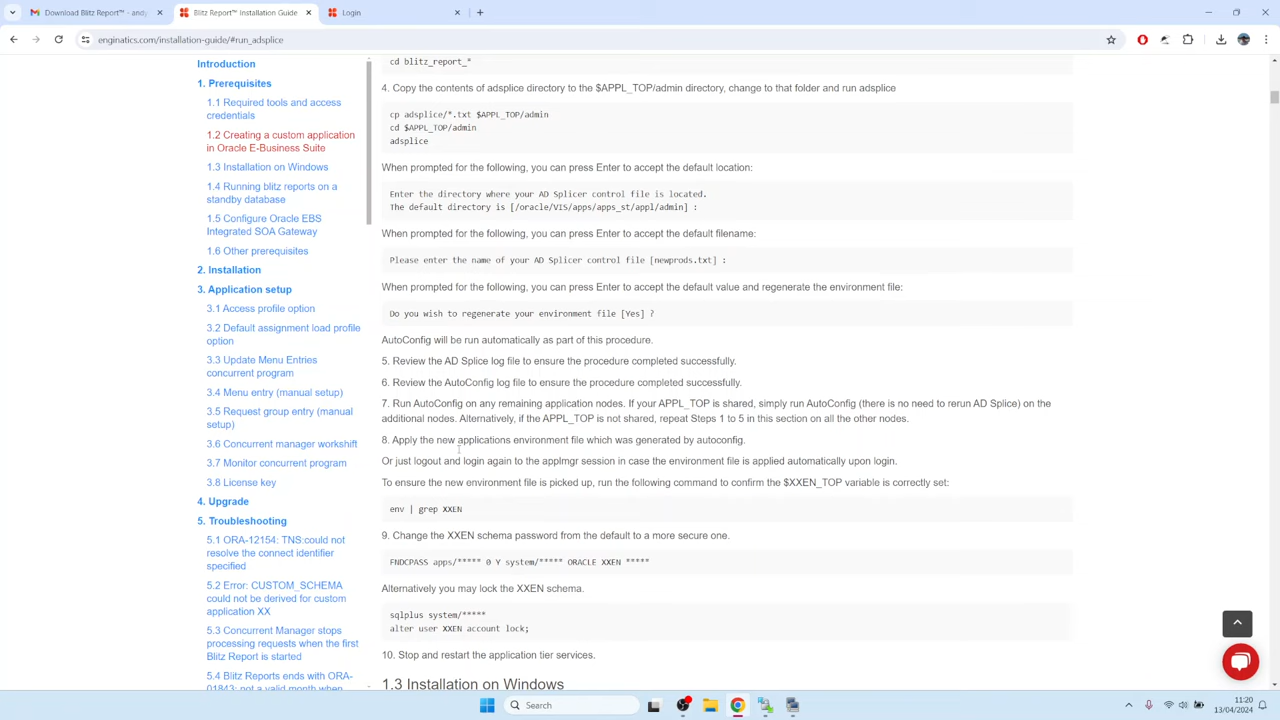 Download Blitz Report™ - andy
Blitz Report™ Installation Guide
Login
enginatics.com/installation-guide/#run_adsplice
Introduction
1. Prerequisites
1.1 Required tools and access
credentials
1.2 Creating a custom application
in Oracle E-Business Suite
1.3 Installation on Windows
1.4 Running blitz reports on a
standby database
1.5 Configure Oracle EBS
Integrated SOA Gateway
1.6 Other prerequisites
2. Installation
3. Application setup
3.1 Access profile option
3.2 Default assignment load profile
option
3.3 Update Menu Entries
concurrent program
3.4 Menu entry (manual setup)
3.5 Request group entry (manual
setup)
3.6 Concurrent manager workshift
3.7 Monitor concurrent program
3.8 License key
4. Upgrade
5. Troubleshooting
5.1 ORA-12154: TNS:could not
resolve the connect identifier
specified
5.2 Error: CUSTOM_SCHEMA
could not be derived for custom
application XX
5.3 Concurrent Manager stops
processing requests when the first
Blitz Report is started
5.4 Blitz Reports ends with ORA-
01843: not a valid month when
cd blitz_report_*
4. Copy the contents of adsplice directory to the $APPL_TOP/admin directory, change to that folder and run adsplice
cp adsplice/*.txt $APPL_TOP/admin
cd $APPL_TOP/admin
adsplice
When prompted for the following, you can press Enter to accept the default location:
Enter the directory where your AD Splicer control file is located.
The default directory is [/oracle/VIS/apps/apps_st/appl/admin] :
When prompted for the following, you can press Enter to accept the default filename:
Please enter the name of your AD Splicer control file [newprods.txt] :
When prompted for the following, you can press Enter to accept the default value and regenerate the environment file:
Do you wish to regenerate your environment file [Yes] ?
AutoConfig will be run automatically as part of this procedure.
5. Review the AD Splice log file to ensure the procedure completed successfully.
6. Review the AutoConfig log file to ensure the procedure completed successfully.
7. Run AutoConfig on any remaining application nodes. If your APPL_TOP is shared, simply run AutoConfig (there is no need to rerun AD Splice) on the
additional nodes. Alternatively, if the APPL_TOP is not shared, repeat Steps 1 to 5 in this section on all the other nodes.
8. Apply the new applications environment file which was generated by autoconfig.
Or just logout and login again to the applmgr session in case the environment file is applied automatically upon login.
To ensure the new environment file is picked up, run the following command to confirm the $XXEN_TOP variable is correctly set:
env | grep XXEN
9. Change the XXEN schema password from the default to a more secure one.
FNDCPASS apps/***** 0 Y system/***** ORACLE XXEN *****
Alternatively you may lock the XXEN schema.
sqlplus system/*****
alter user XXEN account lock;
10. Stop and restart the application tier services.
1.3 Installation on Windows
Search
11:20
13/04/2024